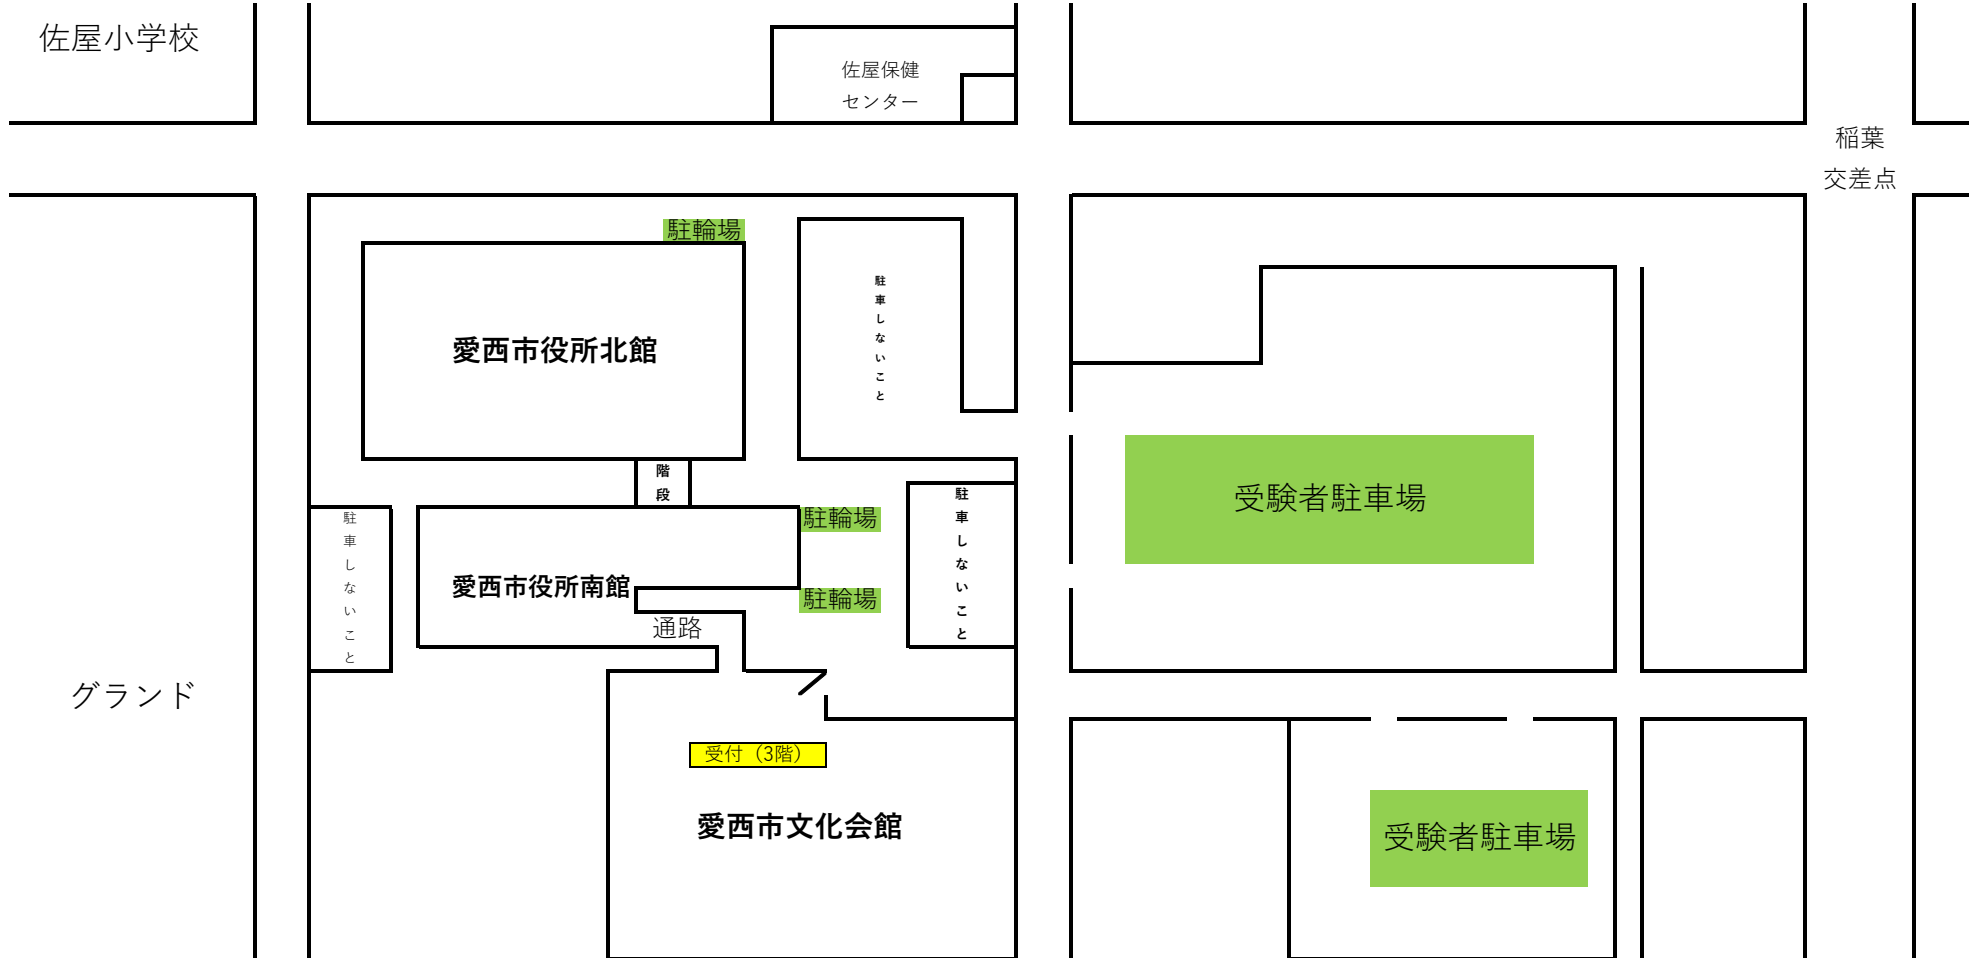 佐屋小学校
佐屋保健
センター
稲葉
交差点
駐輪場
駐車しないこと
愛西市役所北館
階段
駐車しないこと
駐輪場
駐車しないこと
受験者駐車場
愛西市役所南館
駐輪場
通路
グランド
受付（3階）
愛西市文化会館
受験者駐車場